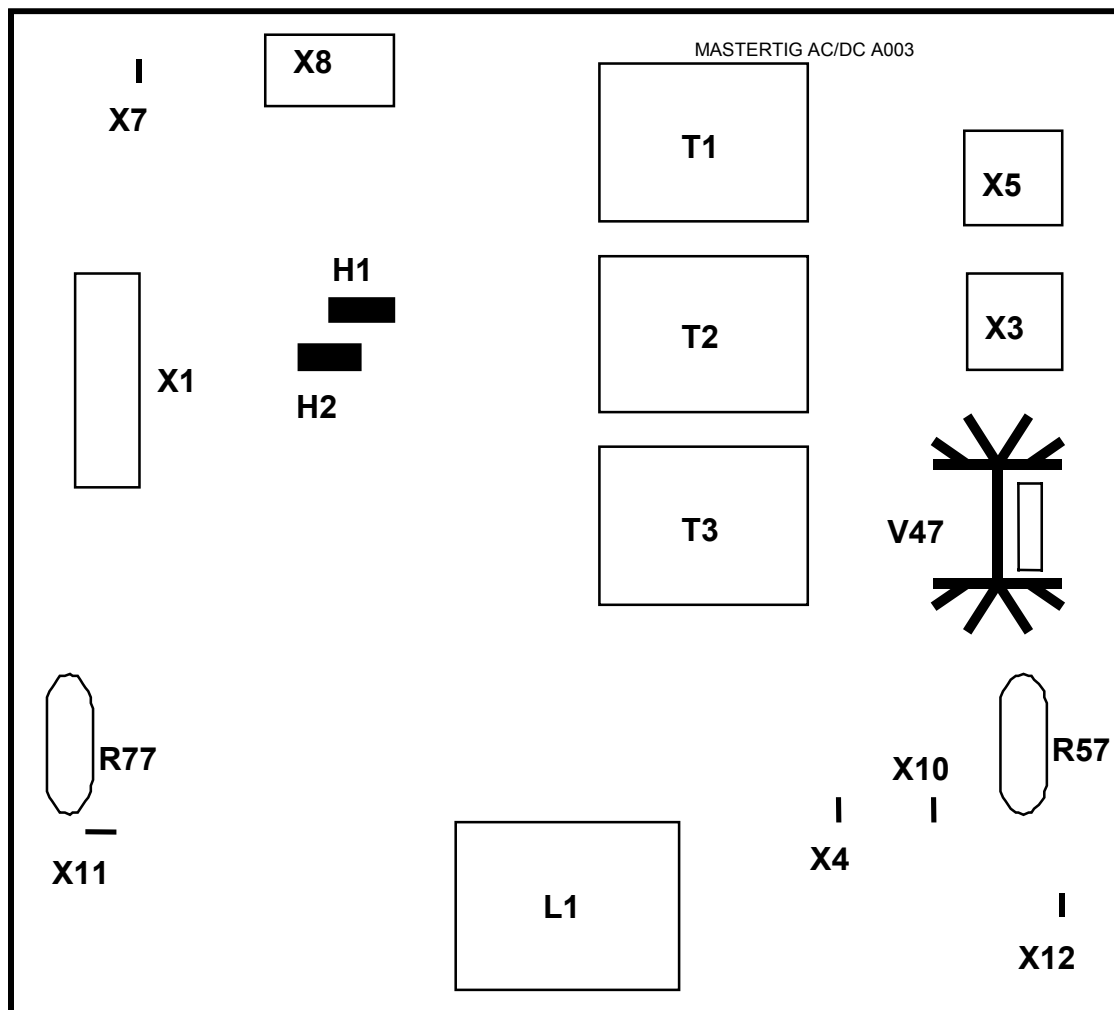 MASTERTIG AC/DC A003
X8
X7
T1
X5
H1
X3
T2
X1
H2
T3
V47
R77
R57
X10
X11
X4
L1
X12